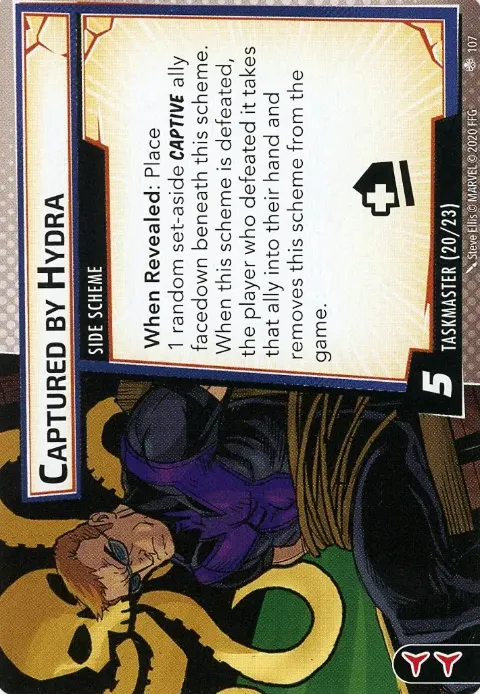 CAPTURED BY HYDRA
SIDE SCHEME
When Revealed: Place
1 random set-aside CAPTIVE ally
facedown beneath this scheme.
When this scheme is defeated,
the player who defeated it takes
that ally into their hand and
removes this scheme from the
game.
5
TASKMASTER (20/23)
Steve Ellis © MARVEL © 2020 FFG
107